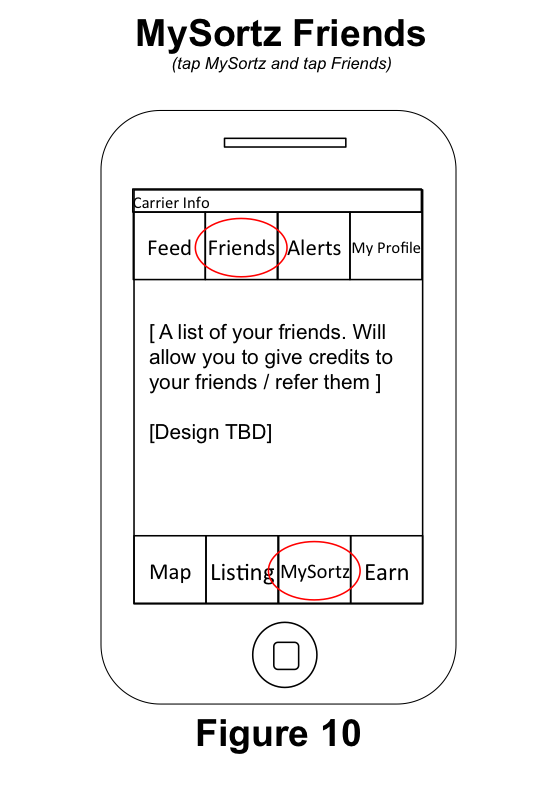 MySortz Friends
(tap MySortz and tap Friends)
Carrier Info
Feed Friends Alerts My Profile
[ A list of your friends. Will
allow you to give credits to
your friends / refer them ]
[Design TBD]
Map Listing MySortz Earn
Figure 10